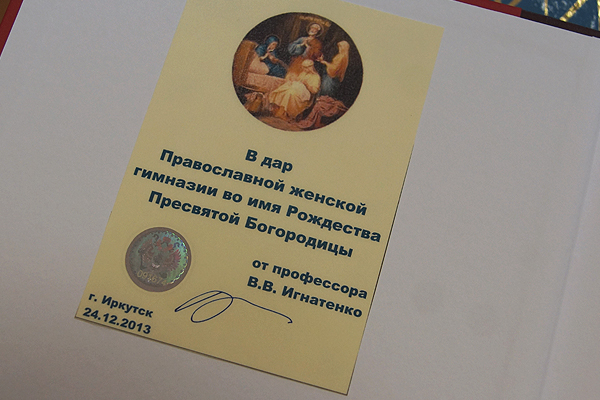 В дар
Православной женской
гимназии во имя Рождества
Пресвятой Богородицы
от профессора
В.В. Игнатенко
г. Иркутск
24.12.2013